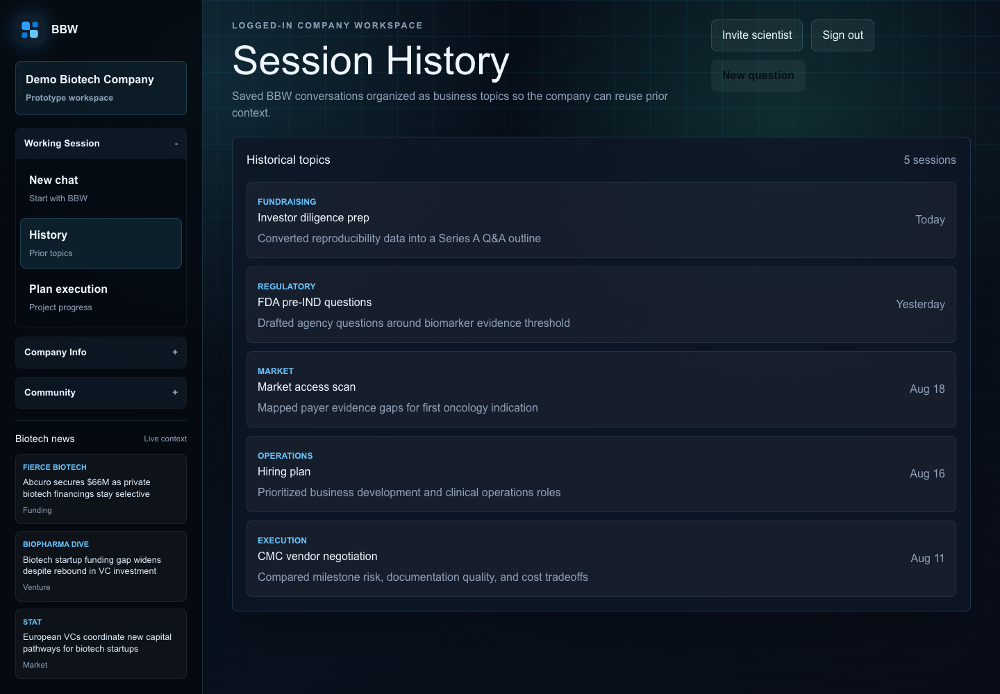 BBW
Demo Biotech Company
Prototype workspace
Working Session -
New chat
Start with BBW
History
Prior topics
Plan execution
Project progress
Company Info +
Community +
Biotech news Live context
FIERCE BIOTECH
Abcuro secures $66M as private
biotech financings stay selective
Funding
BIOPHARMA DIVE
Biotech startup funding gap widens
despite rebound in VC investment
Venture
STAT
European VCs coordinate new capital
pathways for biotech startups
Market
LOGGED-IN COMPANY WORKSPACE
Session History
Saved BBW conversations organized as business topics so the company can reuse prior
context.
Invite scientist Sign out
New question
Historical topics 5 sessions
FUNDRAISING
Investor diligence prep
Today
Converted reproducibility data into a Series A Q&A outline
REGULATORY
FDA pre-IND questions
Yesterday
Drafted agency questions around biomarker evidence threshold
MARKET
Market access scan
Aug 18
Mapped payer evidence gaps for first oncology indication
OPERATIONS
Hiring plan
Aug 16
Prioritized business development and clinical operations roles
EXECUTION
CMC vendor negotiation
Aug 11
Compared milestone risk, documentation quality, and cost tradeoffs